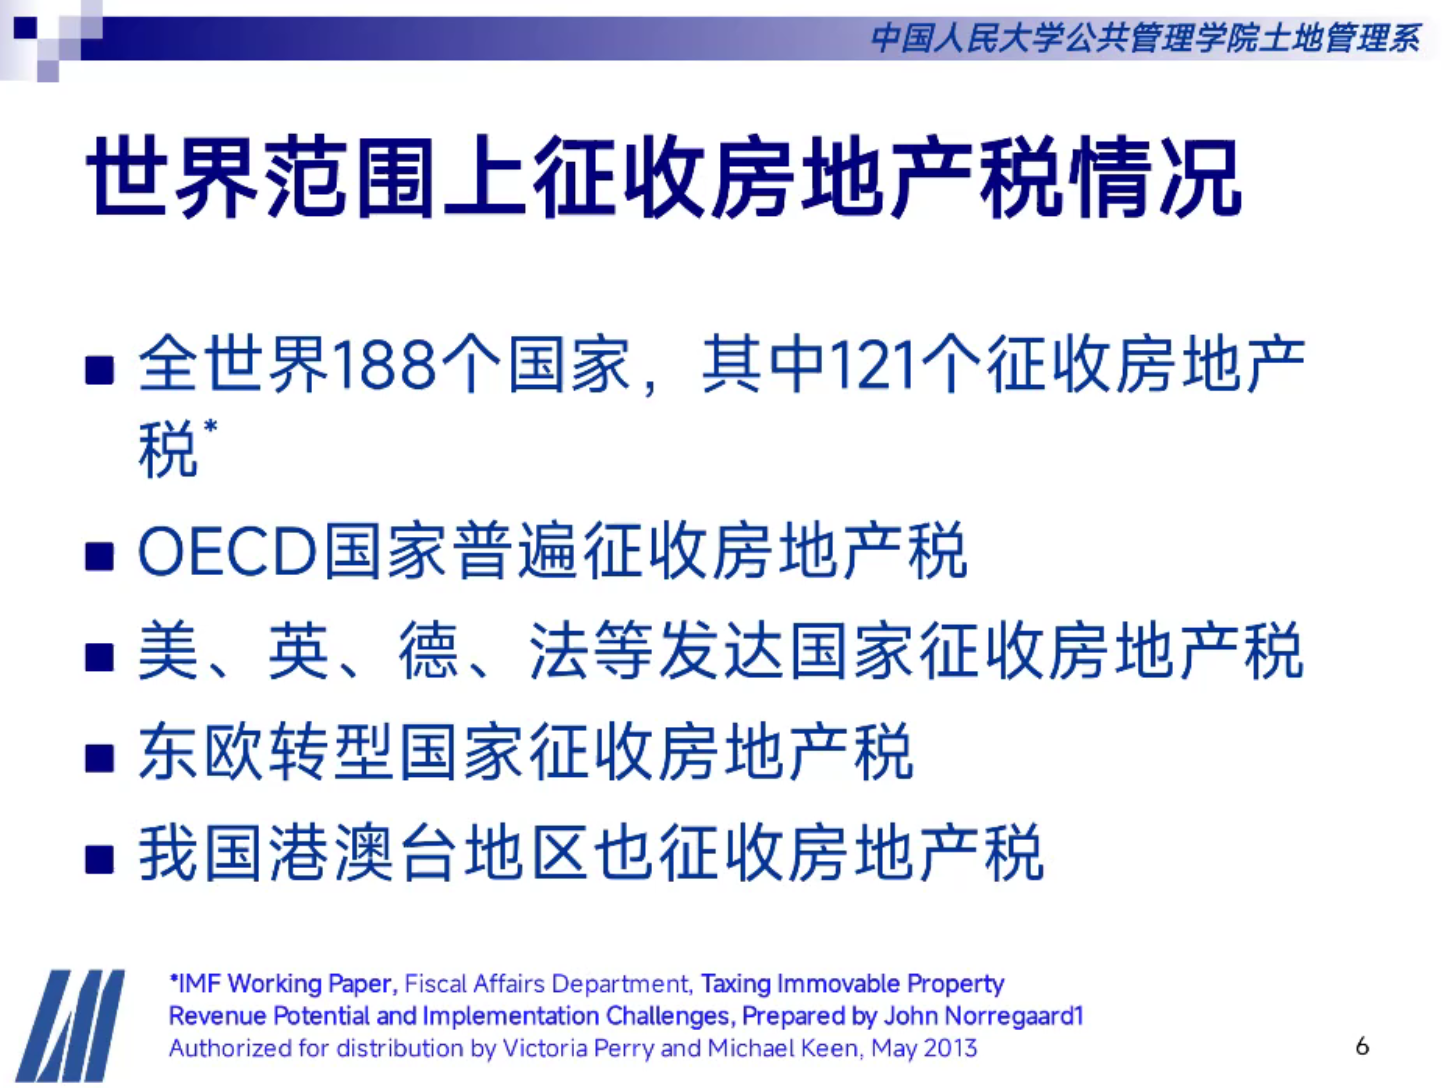 中国人民大学公共管理学院土地管理系
世界范围上征收房地产税情况
全世界188个国家，其中121个征收房地产
税*
OECD国家普遍征收房地产税
美、英、德、法等发达国家征收房地产税
东欧转型国家征收房地产税
我国港澳台地区也征收房地产税
*IMF Working Paper, Fiscal Affairs Department, Taxing Immovable Property
Revenue Potential and Implementation Challenges, Prepared by John Norregaard1
Authorized for distribution by Victoria Perry and Michael Keen, May 2013
6